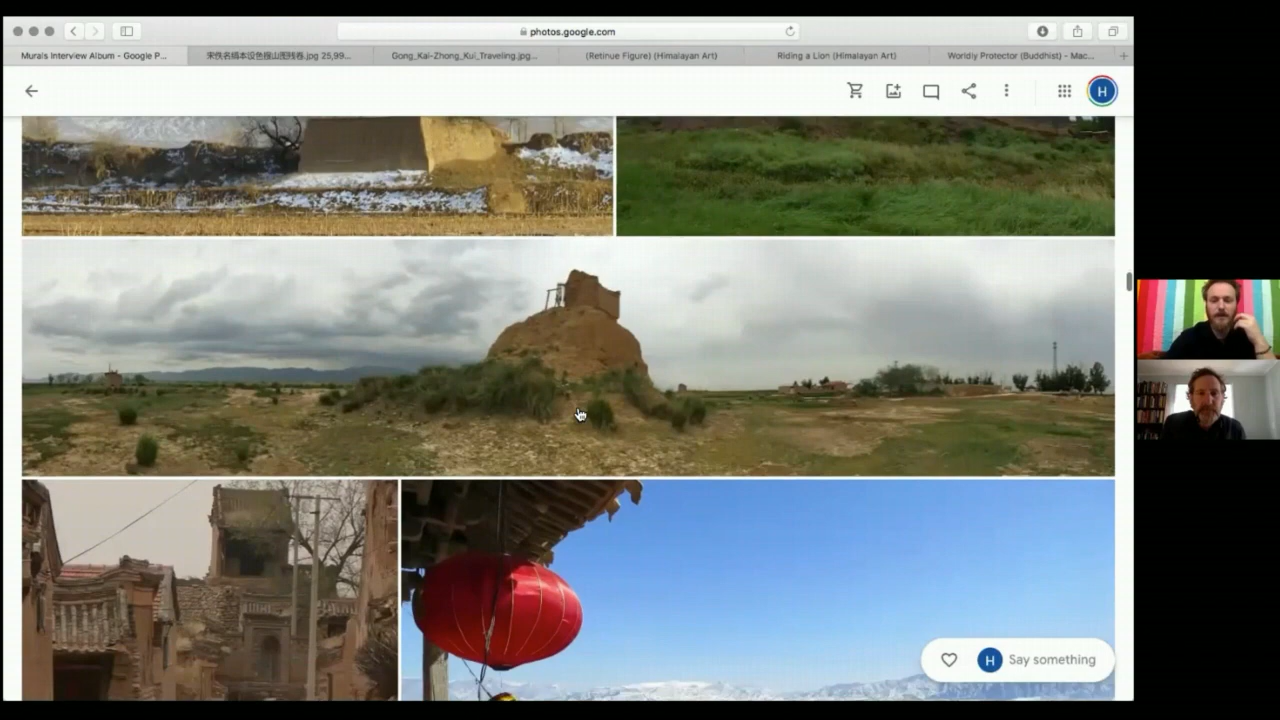 photos.google.com
Murals Interview Album - Google P...
宋佚名绢本设色搜山图残卷.jpg 25,99...
Gong_Kai-Zhong_Kui_Traveling.jpg...
(Retinue Figure) (Himalayan Art)
Riding a Lion (Himalayan Art)
Worldly Protector (Buddhist) - Mac...
H
H
Say something